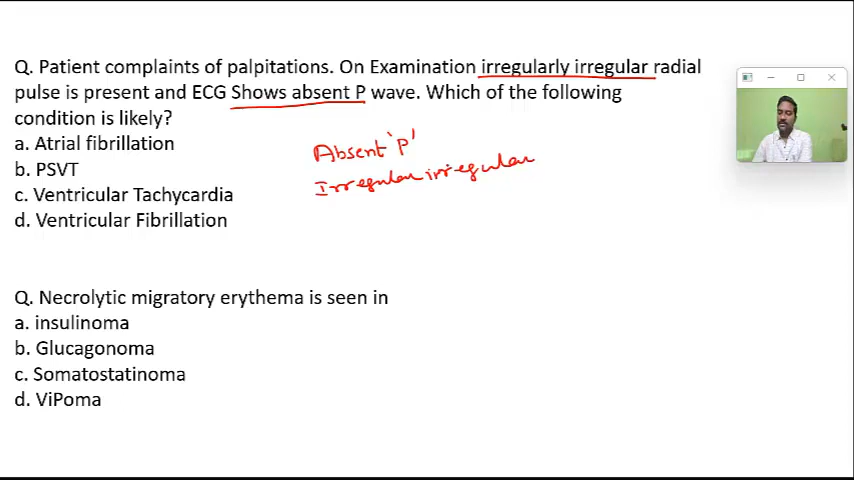 Q. Patient complaints of palpitations. On Examination irregularly irregular radial
pulse is present and ECG Shows absent P wave. Which of the following
condition is likely?
a. Atrial fibrillation
b. PSVT
c. Ventricular Tachycardia
d. Ventricular Fibrillation
Absent 'P'
Irregular irregular
Q. Necrolytic migratory erythema is seen in
a. insulinoma
b. Glucagonoma
c. Somatostatinoma
d. ViPoma